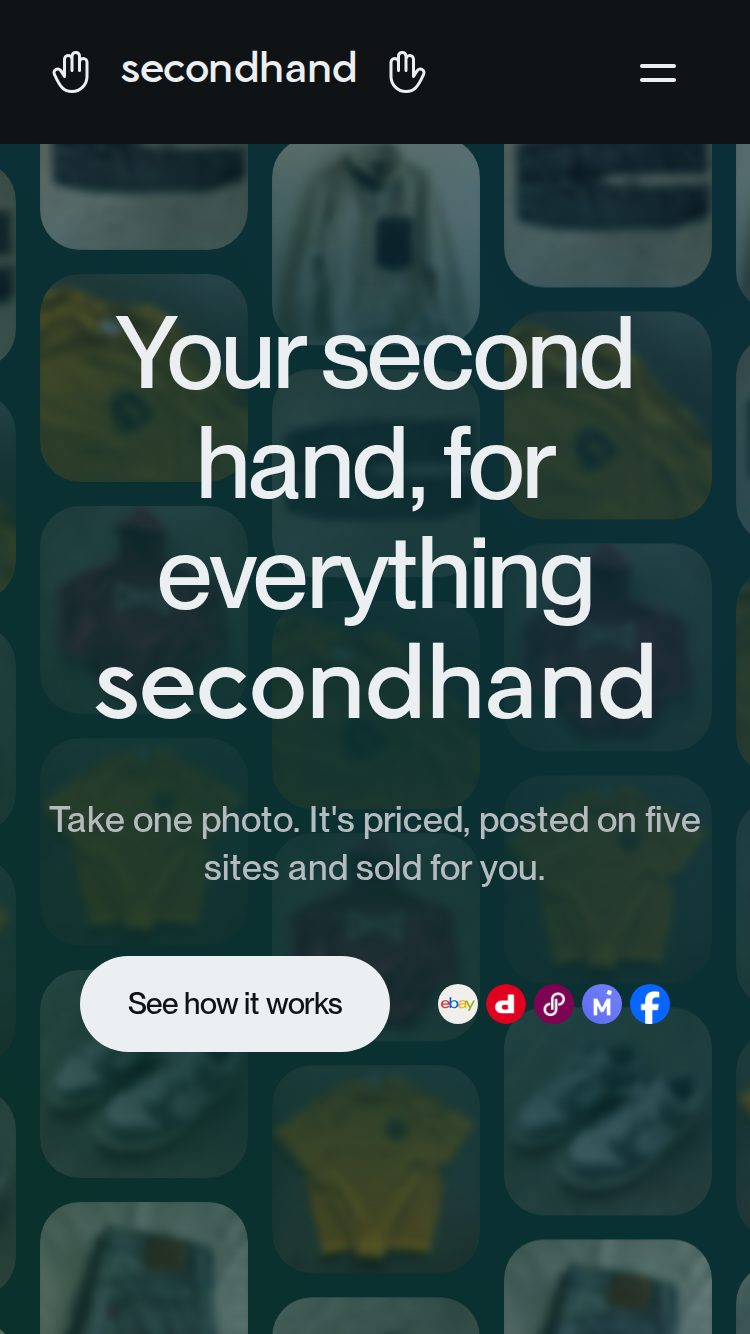 secondhand
Your second
hand, for
everything
secondhand
Take one photo. It's priced, posted on five
sites and sold for you.
See how it works
ebay